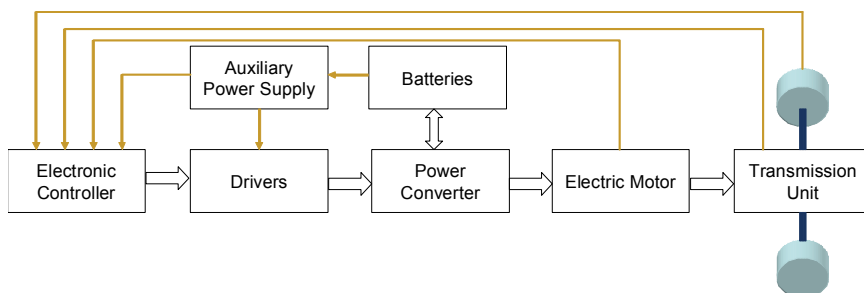 Auxiliary
Power Supply
Batteries
Electronic
Controller
Drivers
Power
Converter
Electric Motor
Transmission
Unit